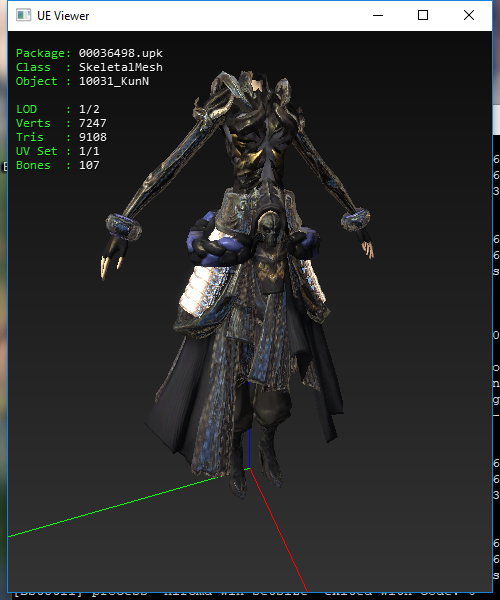 UE Viewer
Package: 00036498.upk
Class : SkeletalMesh
Object : 10031_KunN
LOD : 1/2
Verts : 7247
Tris : 9108
UV Set : 1/1
Bones : 107